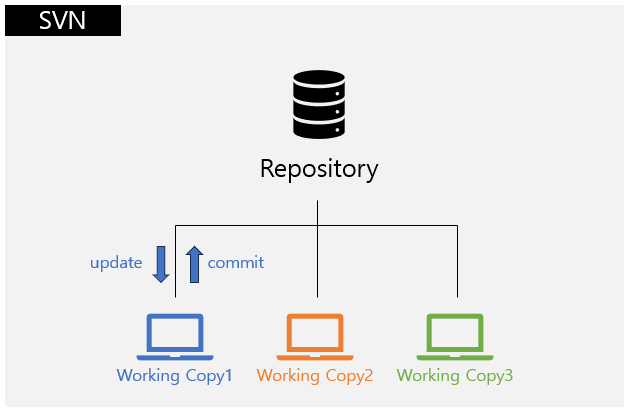 SVN
Repository
update
commit
Working Copy1
Working Copy2
Working Copy3